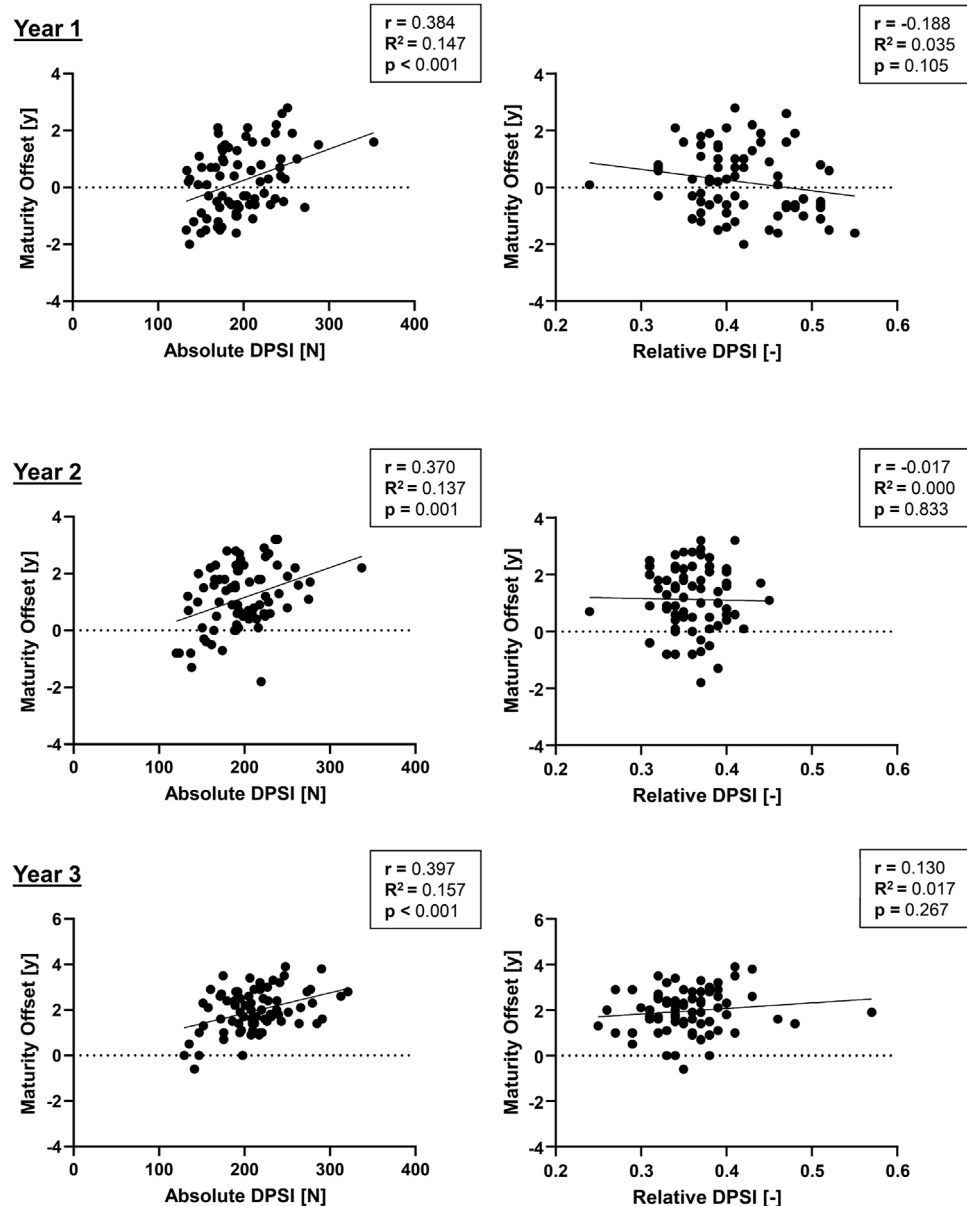 Year 1
r = 0.384
R² = 0.147
p < 0.001
4
2
0
-2
-4
Maturity Offset [y]
0
100
200
300
400
Absolute DPSI [N]
r = -0.188
R² = 0.035
p = 0.105
4
2
0
-2
-4
Maturity Offset [y]
0.2
0.3
0.4
0.5
0.6
Relative DPSI [-]
Year 2
r = 0.370
R² = 0.137
p = 0.001
4
2
0
-2
-4
Maturity Offset [y]
0
100
200
300
400
Absolute DPSI [N]
r = -0.017
R² = 0.000
p = 0.833
4
2
0
-2
-4
Maturity Offset [y]
0.2
0.3
0.4
0.5
0.6
Relative DPSI [-]
Year 3
r = 0.397
R² = 0.157
p < 0.001
6
4
2
0
-2
-4
Maturity Offset [y]
0
100
200
300
400
Absolute DPSI [N]
r = 0.130
R² = 0.017
p = 0.267
6
4
2
0
-2
-4
Maturity Offset [y]
0.2
0.3
0.4
0.5
0.6
Relative DPSI [-]